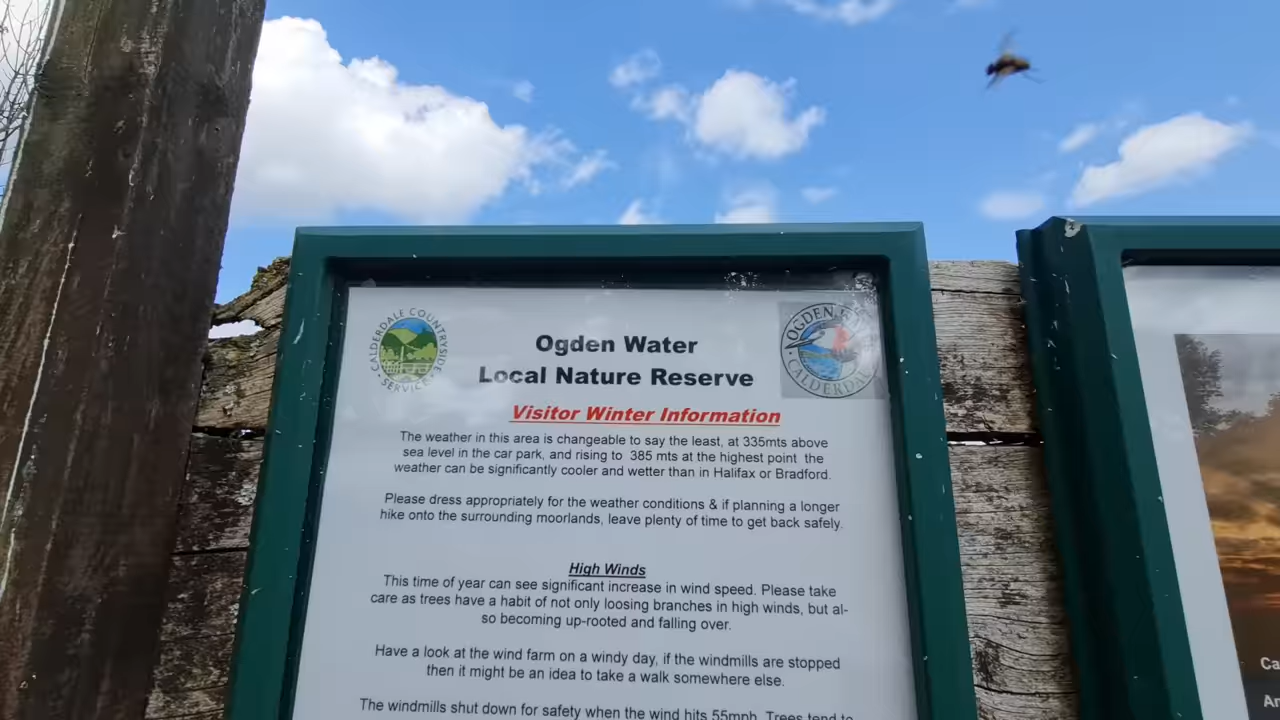 CALDERDALE COUNTRYSIDE
SERVICE
OGDEN
CALDERDALE
Ogden Water
Local Nature Reserve
Visitor Winter Information
The weather in this area is changeable to say the least, at 335mts above
sea level in the car park, and rising to 385 mts at the highest point the
weather can be significantly cooler and wetter than in Halifax or Bradford.
Please dress appropriately for the weather conditions & if planning a longer
hike onto the surrounding moorlands, leave plenty of time to get back safely.
High Winds
This time of year can see significant increase in wind speed. Please take
care as trees have a habit of not only loosing branches in high winds, but al-
so becoming up-rooted and falling over.
Have a look at the wind farm on a windy day, if the windmills are stopped
then it might be an idea to take a walk somewhere else.
The windmills shut down for safety when the wind hits 55mph. Trees tend to